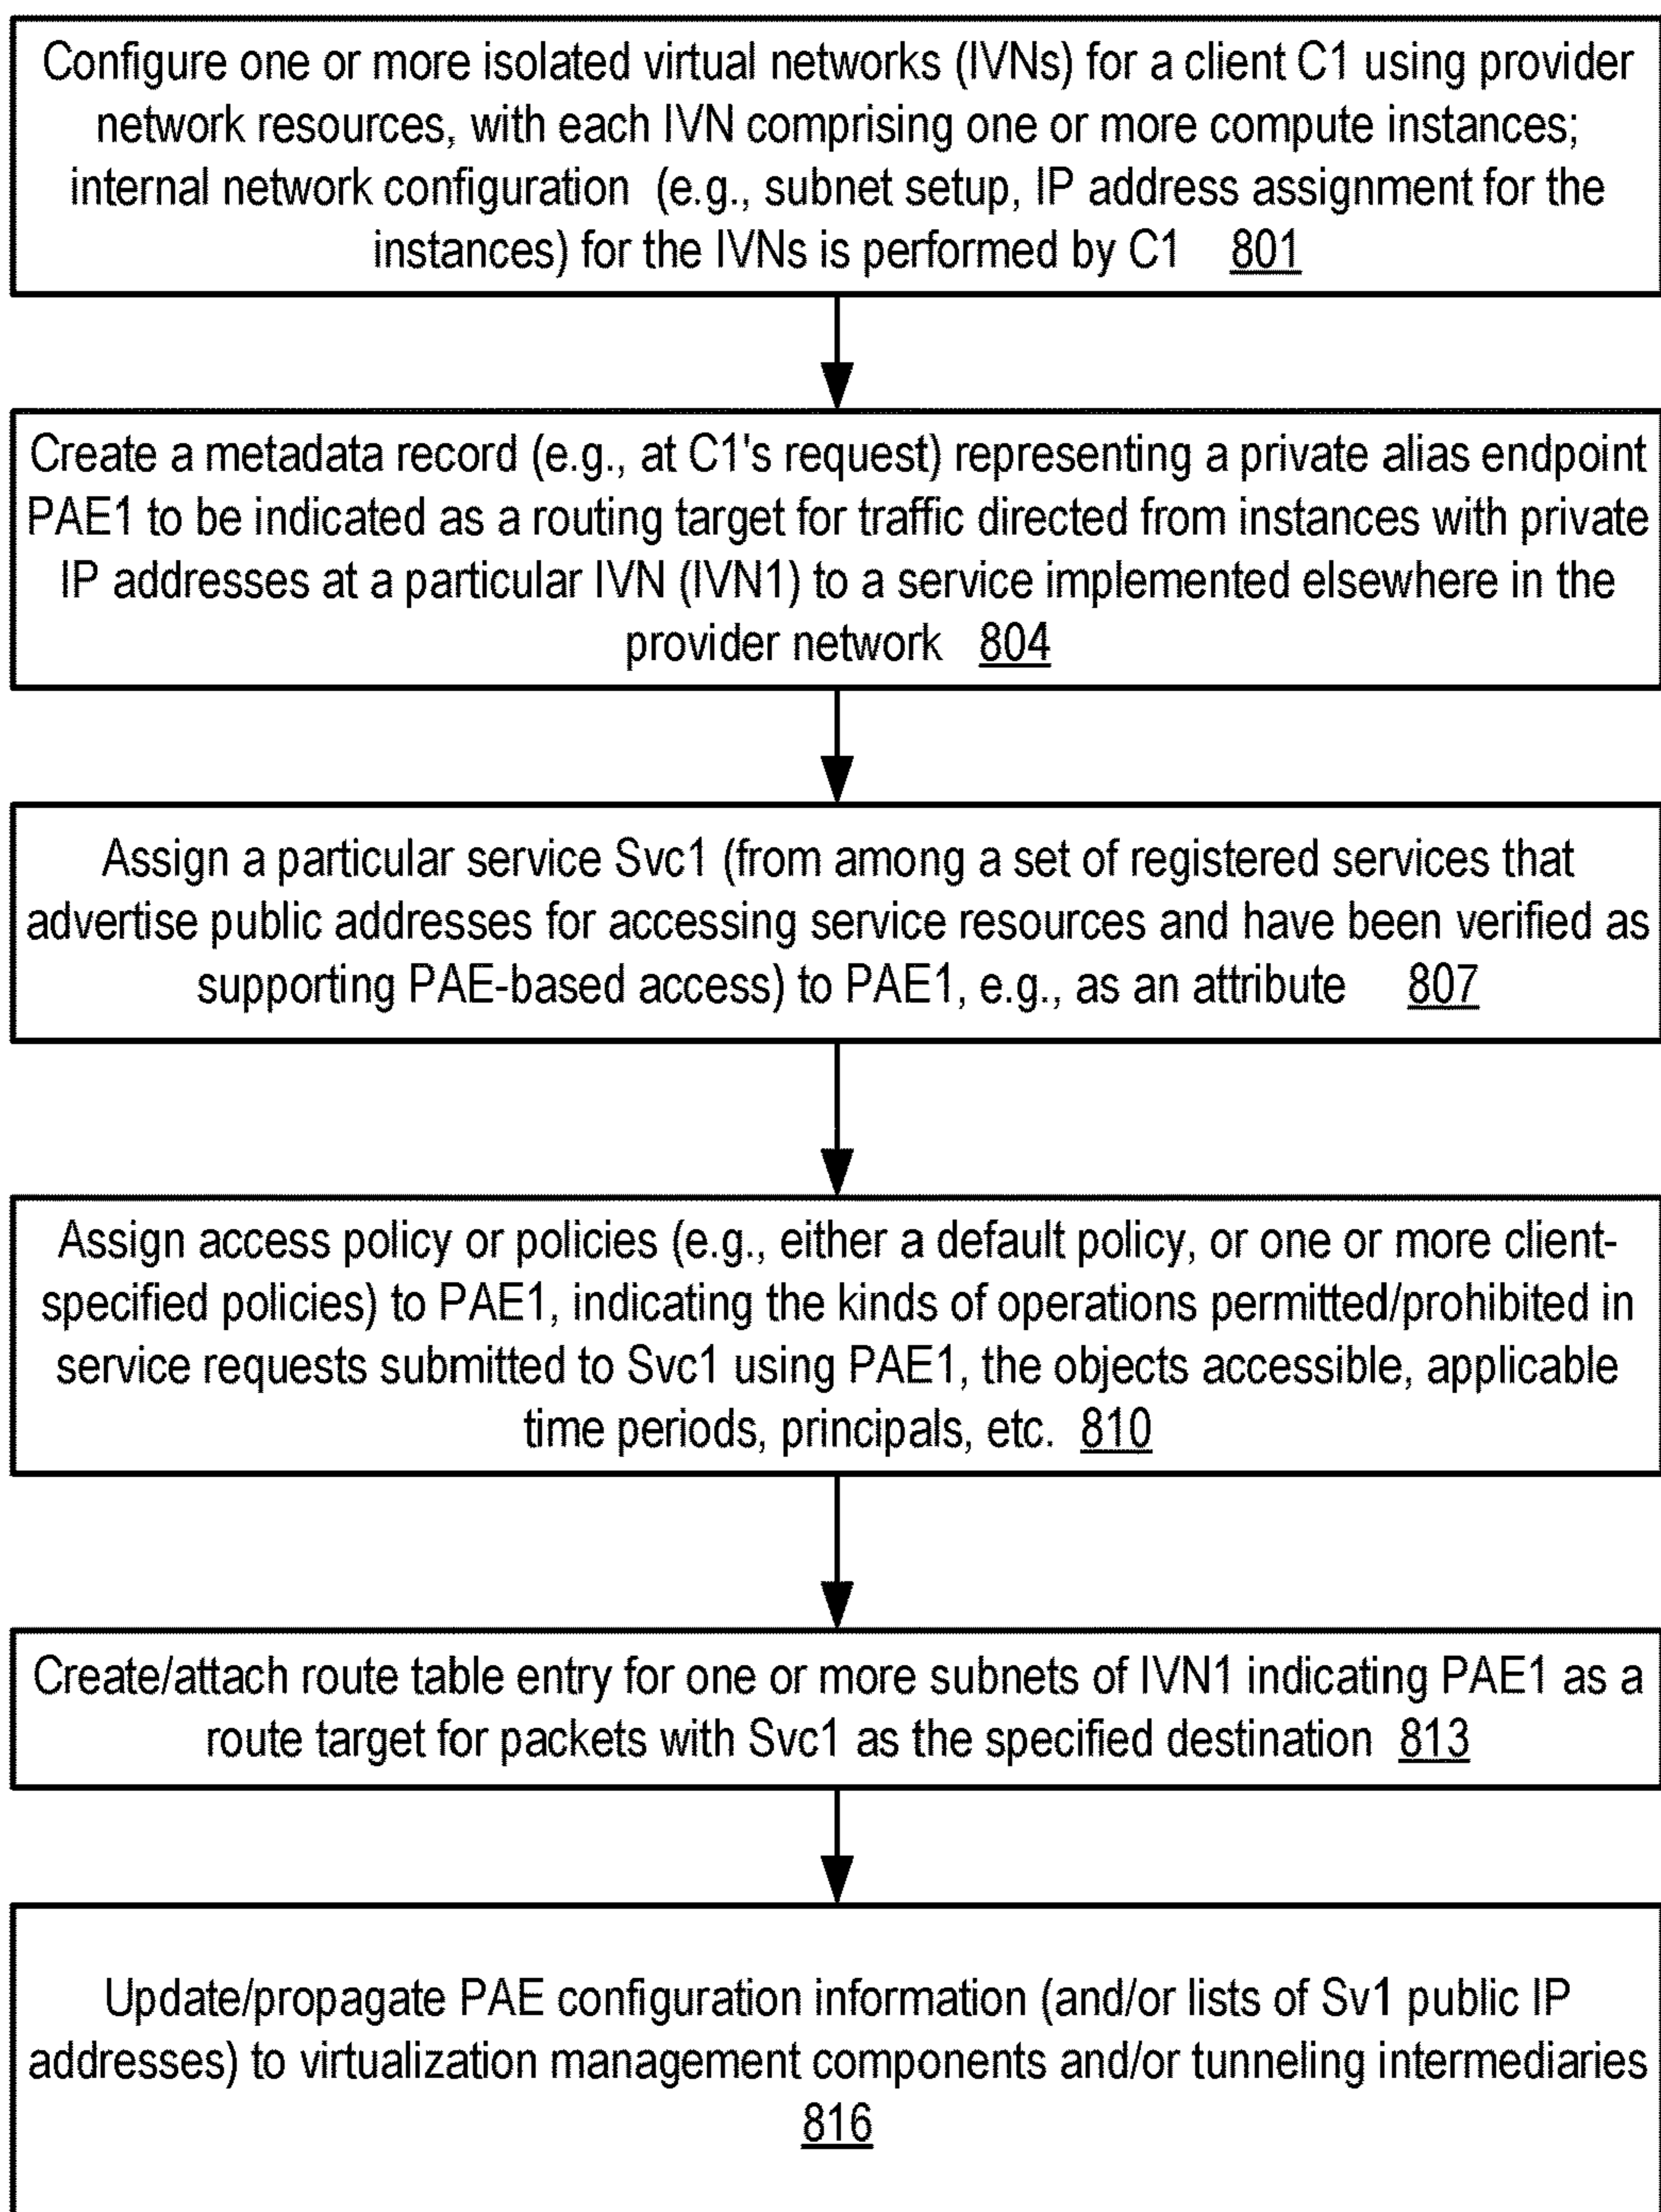 Configure one or more isolated virtual networks (IVNs) for a client C1 using provider
network resources, with each IVN comprising one or more compute instances;
internal network configuration (e.g., subnet setup, IP address assignment for the
instances) for the IVNs is performed by C1 801
Create a metadata record (e.g., at C1's request) representing a private alias endpoint
PAE1 to be indicated as a routing target for traffic directed from instances with private
IP addresses at a particular IVN (IVN1) to a service implemented elsewhere in the
provider network 804
Assign a particular service Svc1 (from among a set of registered services that
advertise public addresses for accessing service resources and have been verified as
supporting PAE-based access) to PAE1, e.g., as an attribute 807
Assign access policy or policies (e.g., either a default policy, or one or more client-
specified policies) to PAE1, indicating the kinds of operations permitted/prohibited in
service requests submitted to Svc1 using PAE1, the objects accessible, applicable
time periods, principals, etc. 810
Create/attach route table entry for one or more subnets of IVN1 indicating PAE1 as a
route target for packets with Svc1 as the specified destination 813
Update/propagate PAE configuration information (and/or lists of Sv1 public IP
addresses) to virtualization management components and/or tunneling intermediaries
816